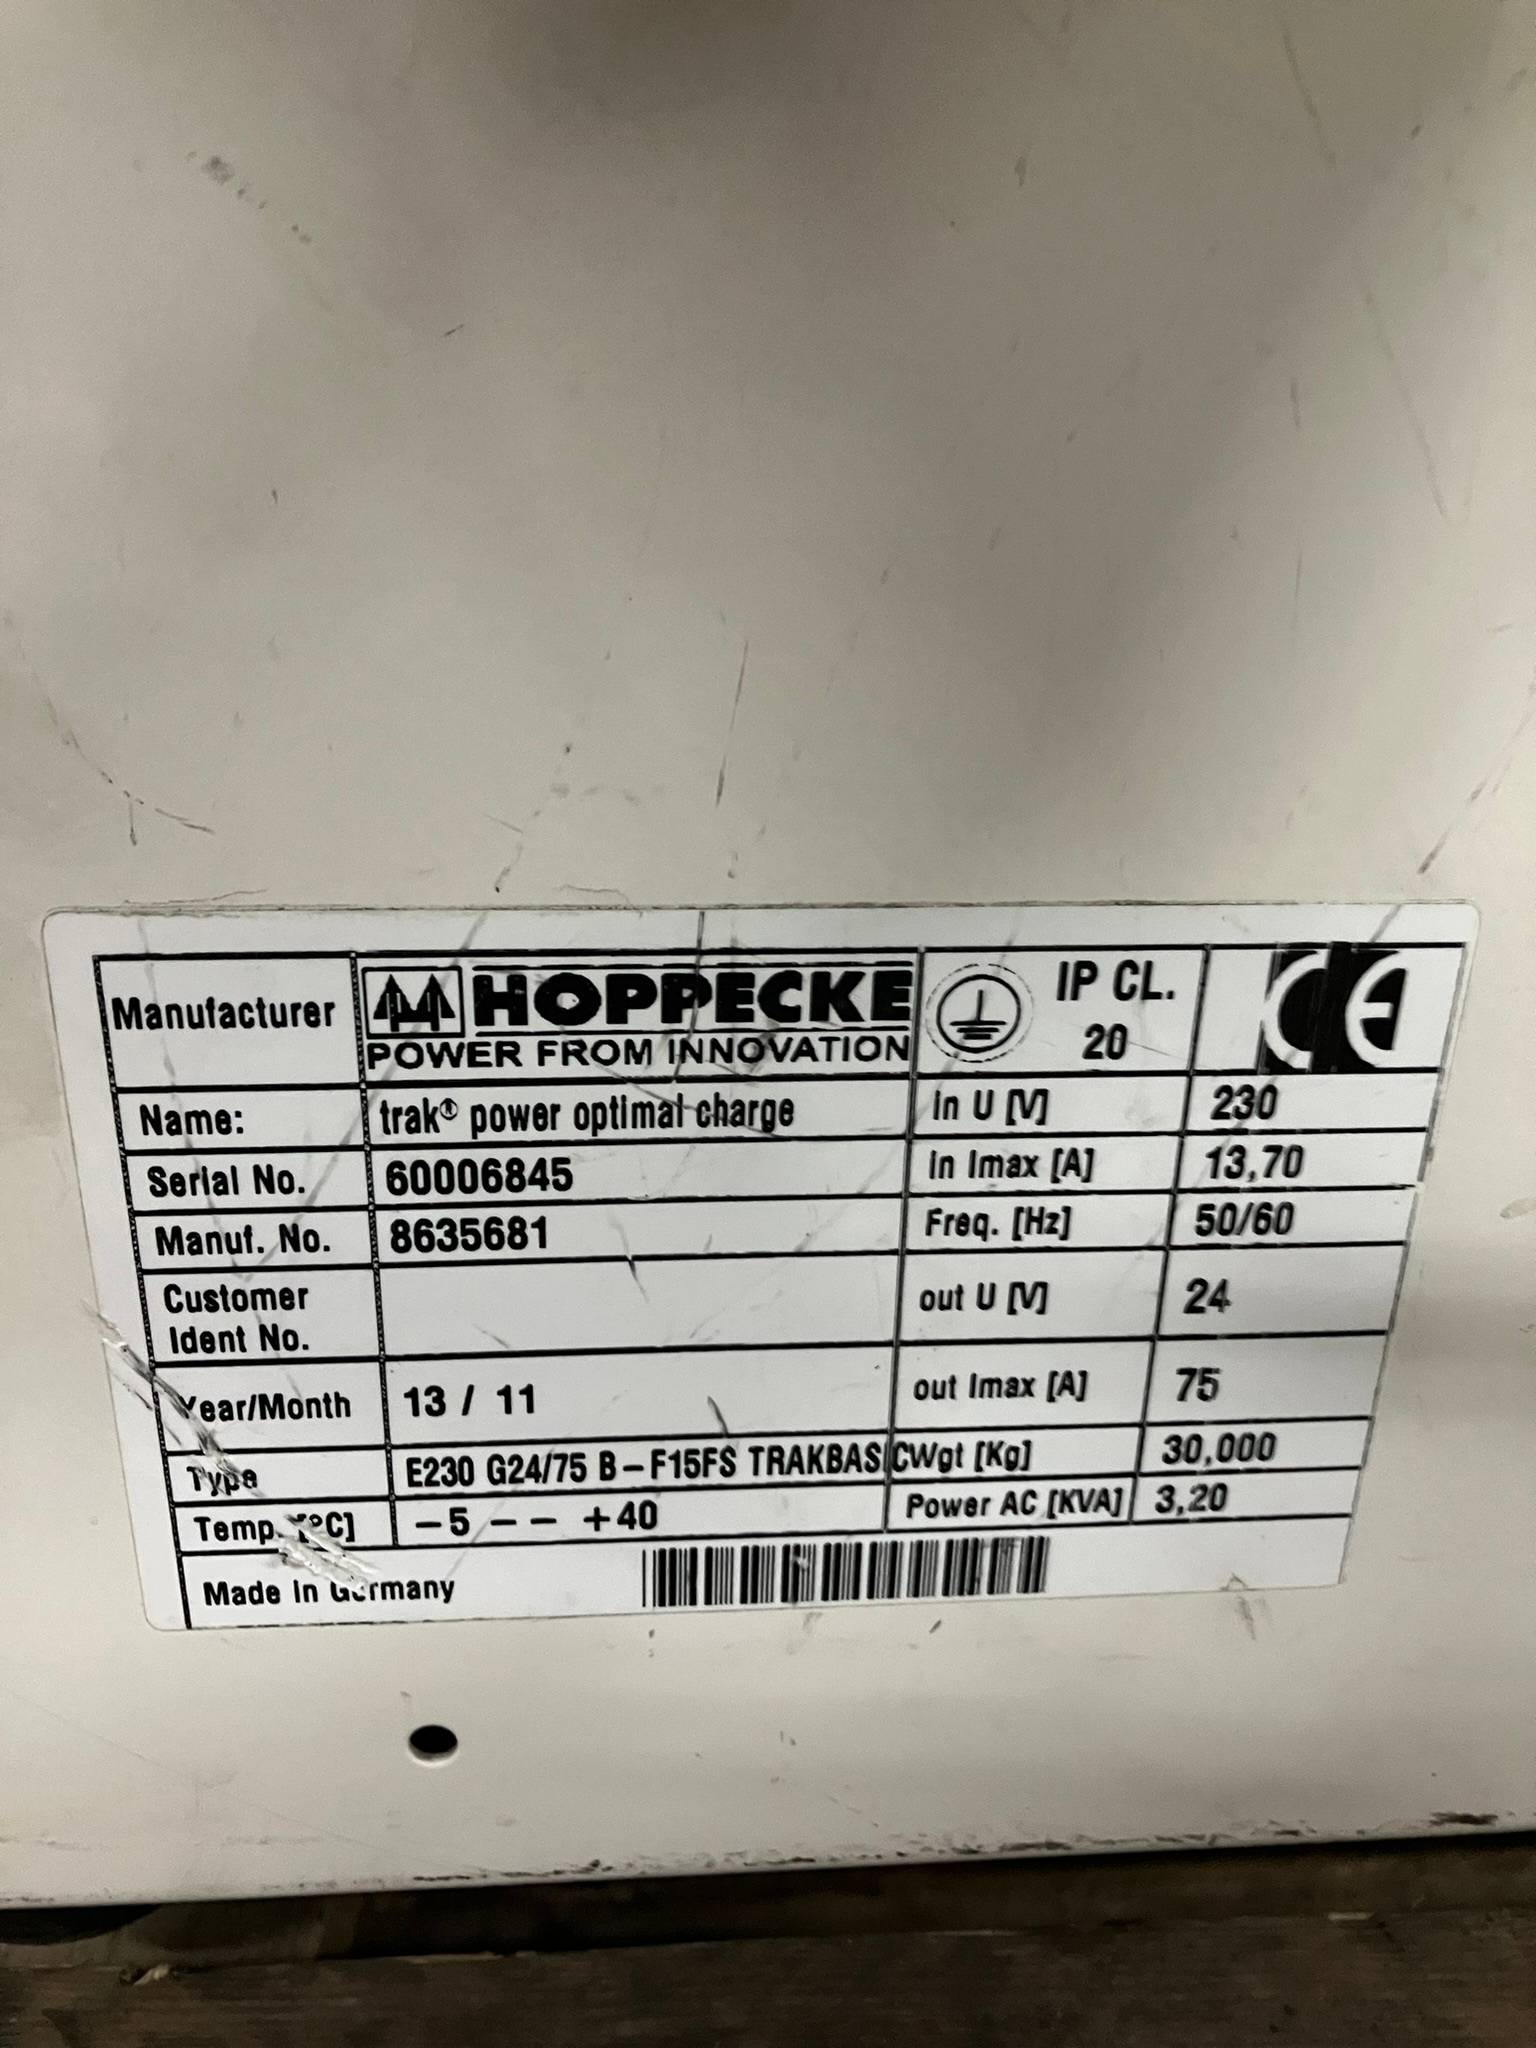 Manufacturer HOPPECKE IP CL. CE
POWER FROM INNOVATION 20
Name: trak® power optimal charge in U [V] 230
Serial No. 60006845 in Imax [A] 13,70
Manuf. No. 8635681 Freq. [Hz] 50/60
Customer
Ident No. out U [V] 24
Year/Month 13 / 11 out Imax [A] 75
Type E230 G24/75 B-F15FS TRAKBASIC Wgt [Kg] 30,000
Temp. [°C] -5 -- +40 Power AC [KVA] 3,20
Made in Germany